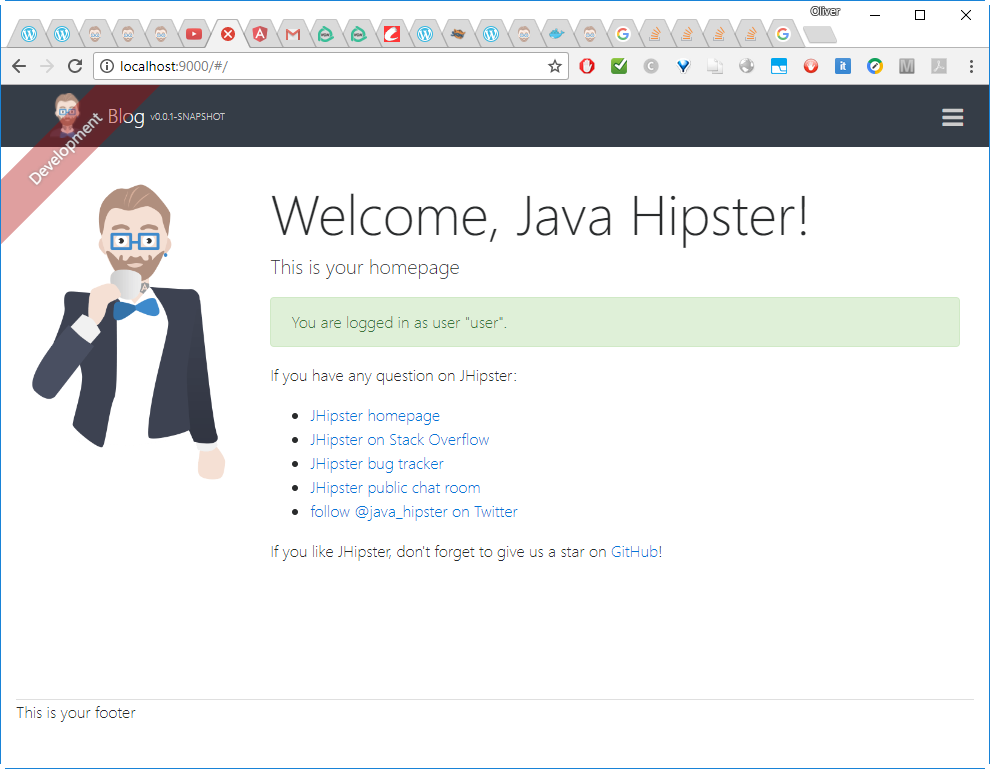 Oliver
localhost:9000/#/
Development
Blog v0.0.1-SNAPSHOT
Welcome, Java Hipster!
This is your homepage
You are logged in as user "user".
If you have any question on JHipster:
JHipster homepage
JHipster on Stack Overflow
JHipster bug tracker
JHipster public chat room
follow @java_hipster on Twitter
If you like JHipster, don't forget to give us a star on GitHub!
This is your footer